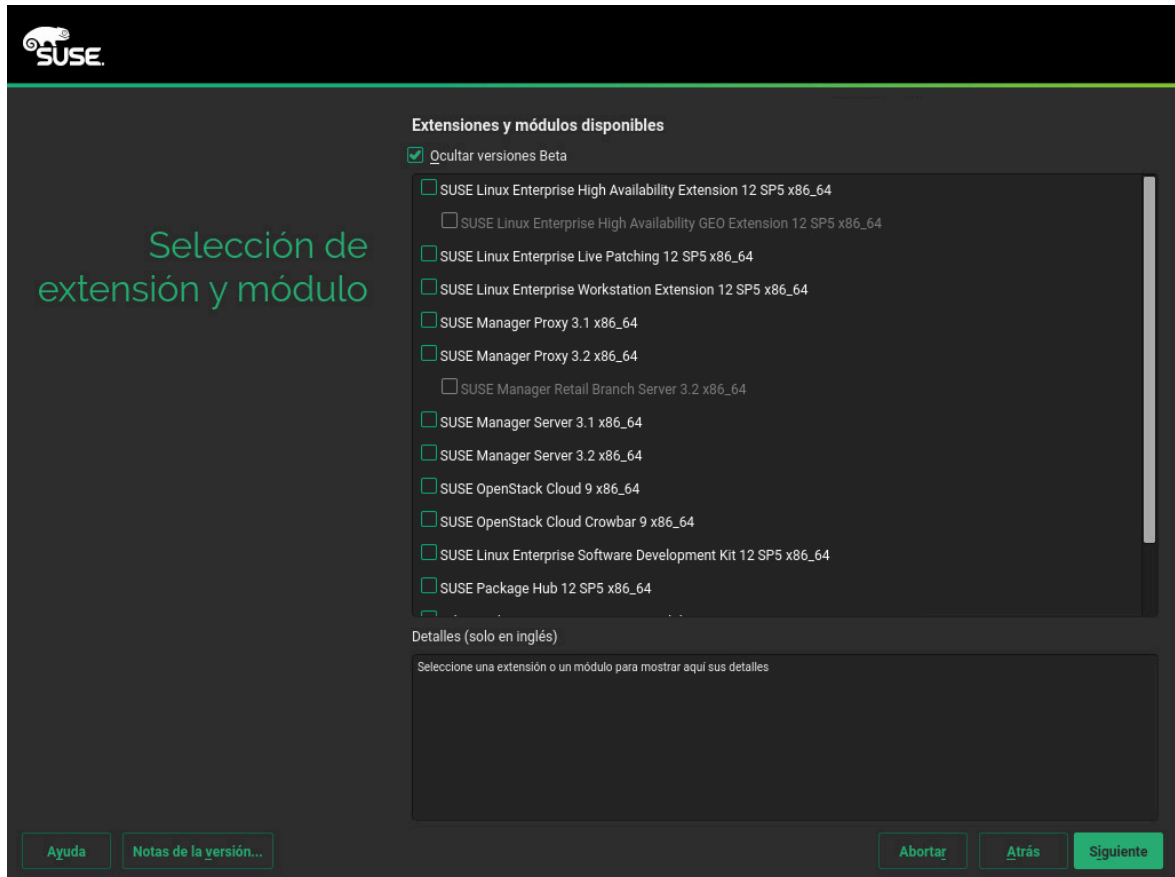 SUSE.
Extensiones y módulos disponibles
Ocultar versiones Beta
SUSE Linux Enterprise High Availability Extension 12 SP5 x86_64
SUSE Linux Enterprise High Availability GEO Extension 12 SP5 x86_64
Selección de
extensión y módulo
SUSE Linux Enterprise Live Patching 12 SP5 x86_64
SUSE Linux Enterprise Workstation Extension 12 SP5 x86_64
SUSE Manager Proxy 3.1 x86_64
SUSE Manager Proxy 3.2 x86_64
SUSE Manager Retail Branch Server 3.2 x86_64
SUSE Manager Server 3.1 x86_64
SUSE Manager Server 3.2 x86_64
SUSE OpenStack Cloud 9 x86_64
SUSE OpenStack Cloud Crowbar 9 x86_64
SUSE Linux Enterprise Software Development Kit 12 SP5 x86_64
SUSE Package Hub 12 SP5 x86_64
Detalles (solo en inglés)
Seleccione una extensión o un módulo para mostrar aquí sus detalles
Ayuda
Notas de la versión...
Abortar
Atrás
Siguiente